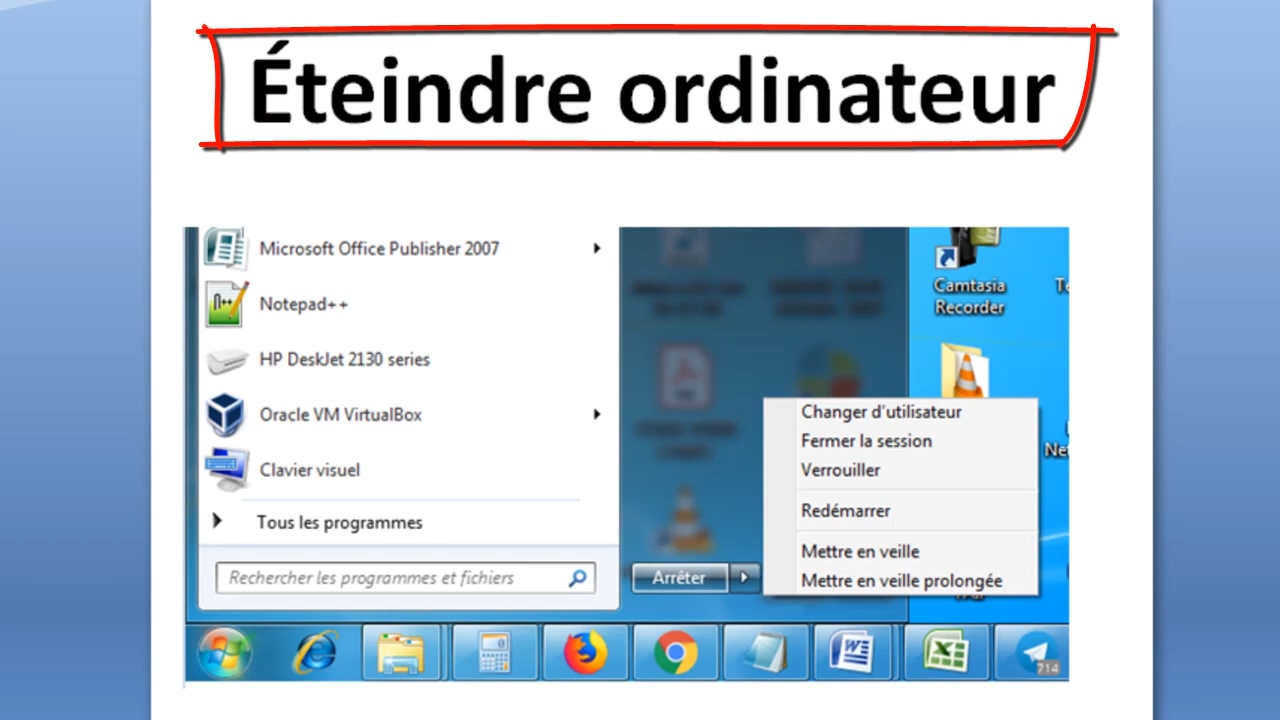 Éteindre ordinateur
Microsoft Office Publisher 2007
Notepad++
HP DeskJet 2130 series
Oracle VM VirtualBox
Clavier visuel
Tous les programmes
Rechercher les programmes et fichiers
Arrêter
Camtasia
Recorder
Changer d'utilisateur
Fermer la session
Verrouiller
Redémarrer
Mettre en veille
Mettre en veille prolongée
714